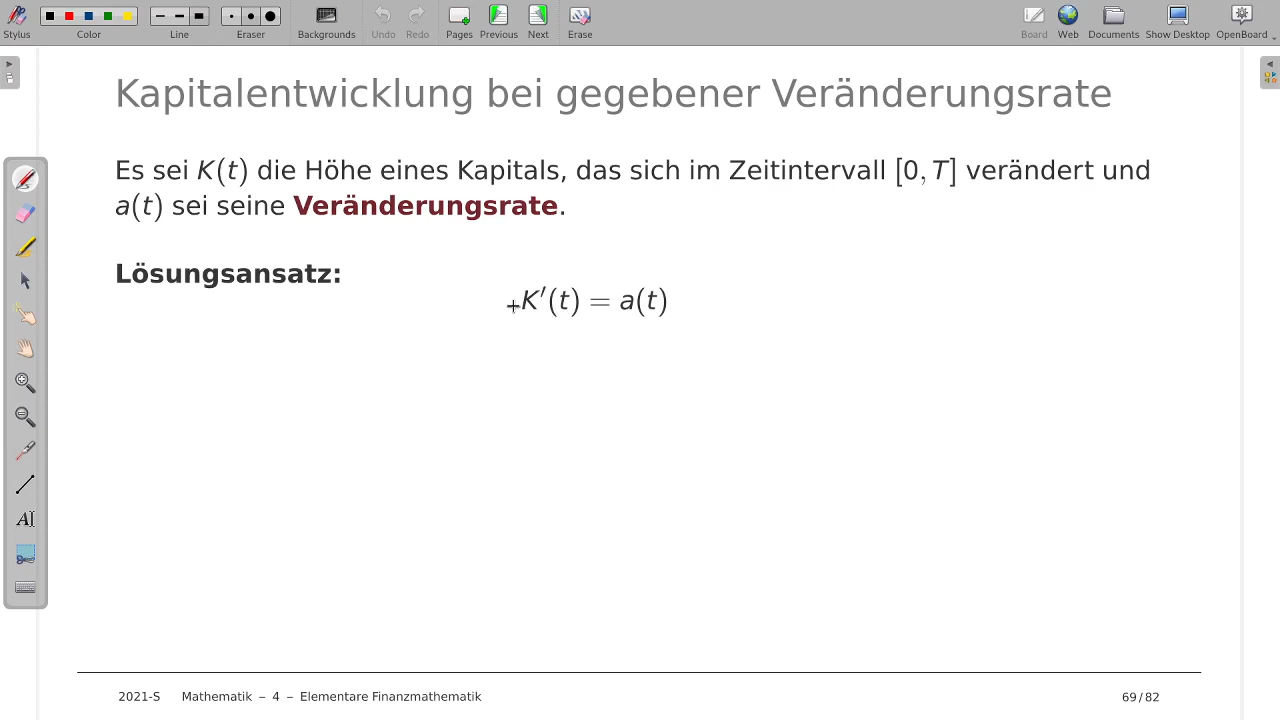 Stylus Color Line Eraser Backgrounds Undo Redo Pages Previous Next Erase Board Web Documents Show Desktop OpenBoard
Kapitalentwicklung bei gegebener Veränderungsrate
Es sei K(t) die Höhe eines Kapitals, das sich im Zeitintervall [0, T] verändert und
a(t) sei seine Veränderungsrate.
Lösungsansatz:
K′(t) = a(t)
2021-S Mathematik – 4 – Elementare Finanzmathematik 69 / 82